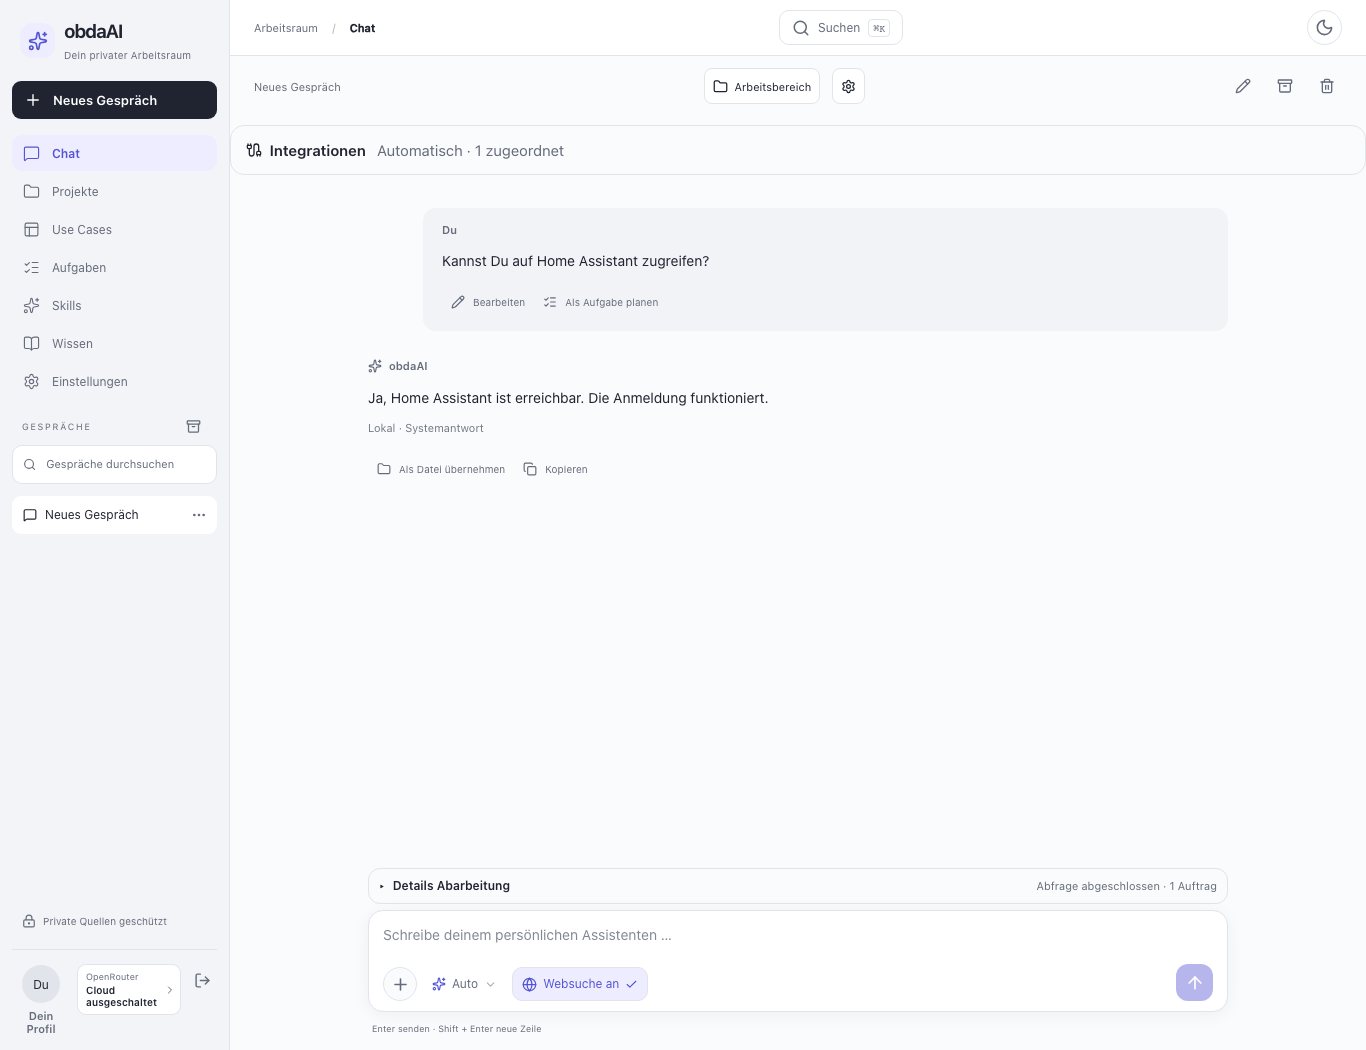 obdaAI
Dein privater Arbeitsraum
Neues Gespräch
Chat
Projekte
Use Cases
Aufgaben
Skills
Wissen
Einstellungen
GESPRÄCHE
Gespräche durchsuchen
Neues Gespräch
Private Quellen geschützt
Du
Dein
Profil
OpenRouter
Cloud
ausgeschaltet
Arbeitsraum / Chat
Suchen ⌘K
Neues Gespräch
Arbeitsbereich
Integrationen Automatisch · 1 zugeordnet
Du
Kannst Du auf Home Assistant zugreifen?
Bearbeiten Als Aufgabe planen
obdaAI
Ja, Home Assistant ist erreichbar. Die Anmeldung funktioniert.
Lokal · Systemantwort
Als Datei übernehmen Kopieren
Details Abarbeitung Abfrage abgeschlossen · 1 Auftrag
Schreibe deinem persönlichen Assistenten ...
Auto Websuche an
Enter senden · Shift + Enter neue Zeile